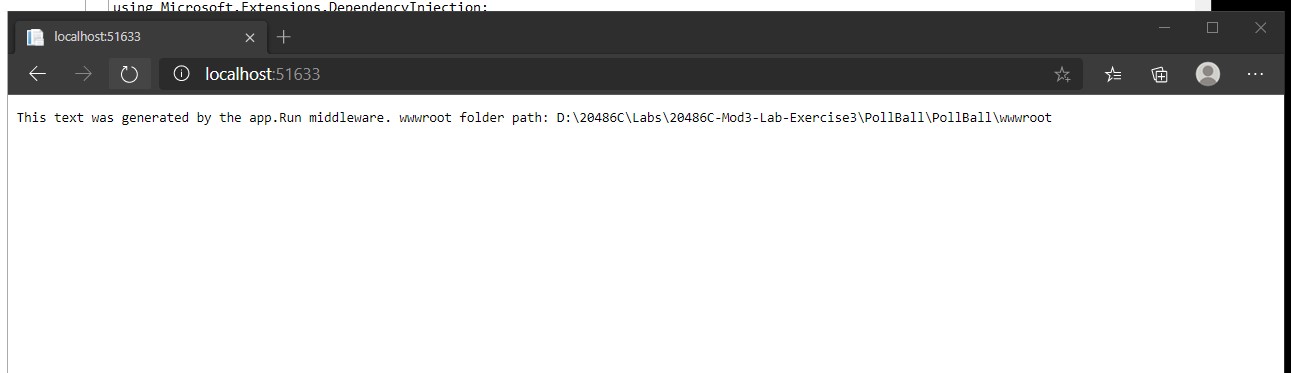 using Microsoft.Extensions.DependencyInjection;
localhost:51633
localhost:51633
This text was generated by the app.Run middleware. wwwroot folder path: D:\20486C\Labs\20486C-Mod3-Lab-Exercise3\PollBall\PollBall\wwwroot